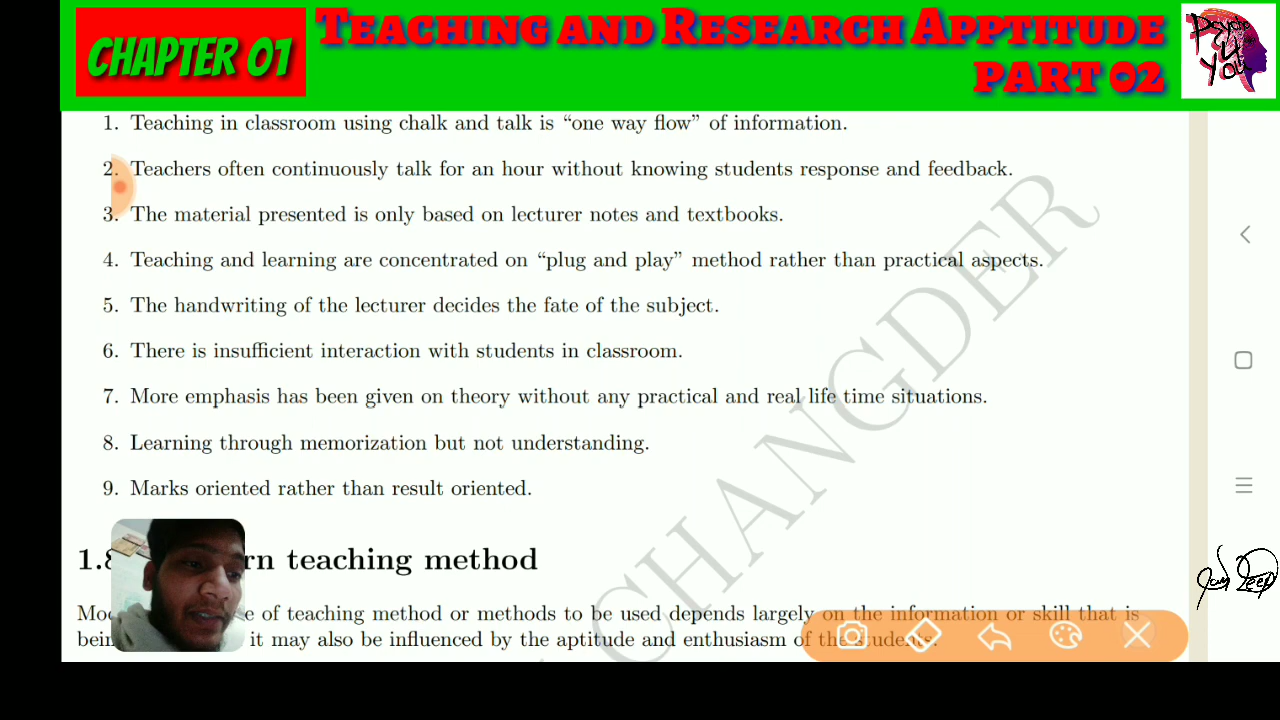 CHAPTER 01
TEACHING AND RESEARCH APPTITUDE
PART 02
Psycho
4
You
1. Teaching in classroom using chalk and talk is “one way flow” of information.
2. Teachers often continuously talk for an hour without knowing students response and feedback.
3. The material presented is only based on lecturer notes and textbooks.
4. Teaching and learning are concentrated on “plug and play” method rather than practical aspects.
5. The handwriting of the lecturer decides the fate of the subject.
6. There is insufficient interaction with students in classroom.
7. More emphasis has been given on theory without any practical and real life time situations.
8. Learning through memorization but not understanding.
9. Marks oriented rather than result oriented.
CHANGDER
teaching method
of teaching method or methods to be used depends largely on the information or skill that is
it may also be influenced by the aptitude and enthusiasm of the students.